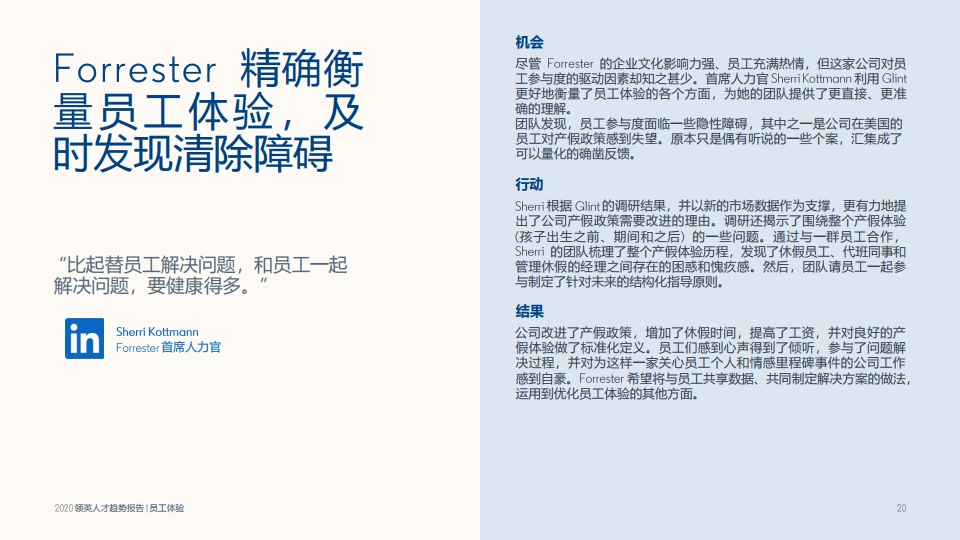 Forrester 精确衡
量员工体验，及
时发现清除障碍
“比起替员工解决问题，和员工一起
解决问题，要健康得多。”
in
Sherri Kottmann
Forrester 首席人力官
2020 领英人才趋势报告 | 员工体验
机会
尽管 Forrester 的企业文化影响力强、员工充满热情，但这家公司对员
工参与度的驱动因素却知之甚少。首席人力官 Sherri Kottmann 利用 Glint
更好地衡量了员工体验的各个方面，为她的团队提供了更直接、更准
确的理解。
团队发现，员工参与度面临一些隐性障碍，其中之一是公司在美国的
员工对产假政策感到失望。原本只是偶有听说的一些个案，汇集成了
可以量化的确凿反馈。
行动
Sherri 根据 Glint 的调研结果，并以新的市场数据作为支撑，更有力地提
出了公司产假政策需要改进的理由。调研还揭示了围绕整个产假体验
(孩子出生之前、期间和之后) 的一些问题。通过与一群员工合作，
Sherri 的团队梳理了整个产假体验历程，发现了休假员工、代班同事和
管理休假的经理之间存在的困惑和愧疚感。然后，团队请员工一起参
与制定了针对未来的结构化指导原则。
结果
公司改进了产假政策，增加了休假时间，提高了工资，并对良好的产
假体验做了标准化定义。员工们感到心声得到了倾听，参与了问题解
决过程，并对为这样一家关心员工个人和情感里程碑事件的公司工作
感到自豪。Forrester 希望将与员工共享数据、共同制定解决方案的做法，
运用到优化员工体验的其他方面。
20